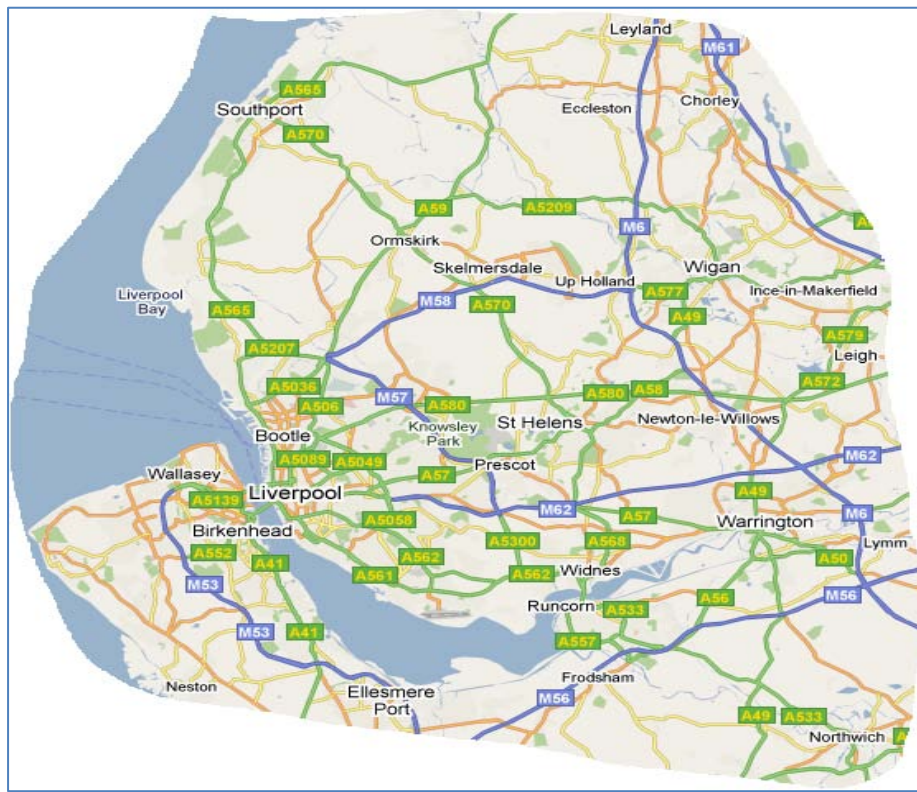 Leyland
M61
A565
Southport
Eccleston
Chorley
A570
A59
A5209
M6
Ormskirk
Skelmersdale
Up Holland
Wigan
Liverpool
Bay
M58
A570
A577
Ince-in-Makerfield
A565
A49
A579
A5207
Leigh
A5036
M57
A580
A580
A58
A572
A506
Knowsley
Park
St Helens
Newton-le-Willows
Bootle
A5089
A5049
M62
Wallasey
A57
Prescot
A5139
Liverpool
A49
M62
A57
M6
Birkenhead
A5058
Warrington
A552
A41
A562
A5300
A568
Lymm
A561
A562
Widnes
A50
M53
Runcorn
A533
A56
M56
M53
A41
A557
Neston
Ellesmere
Port
Frodsham
M56
A49
A533
Northwich